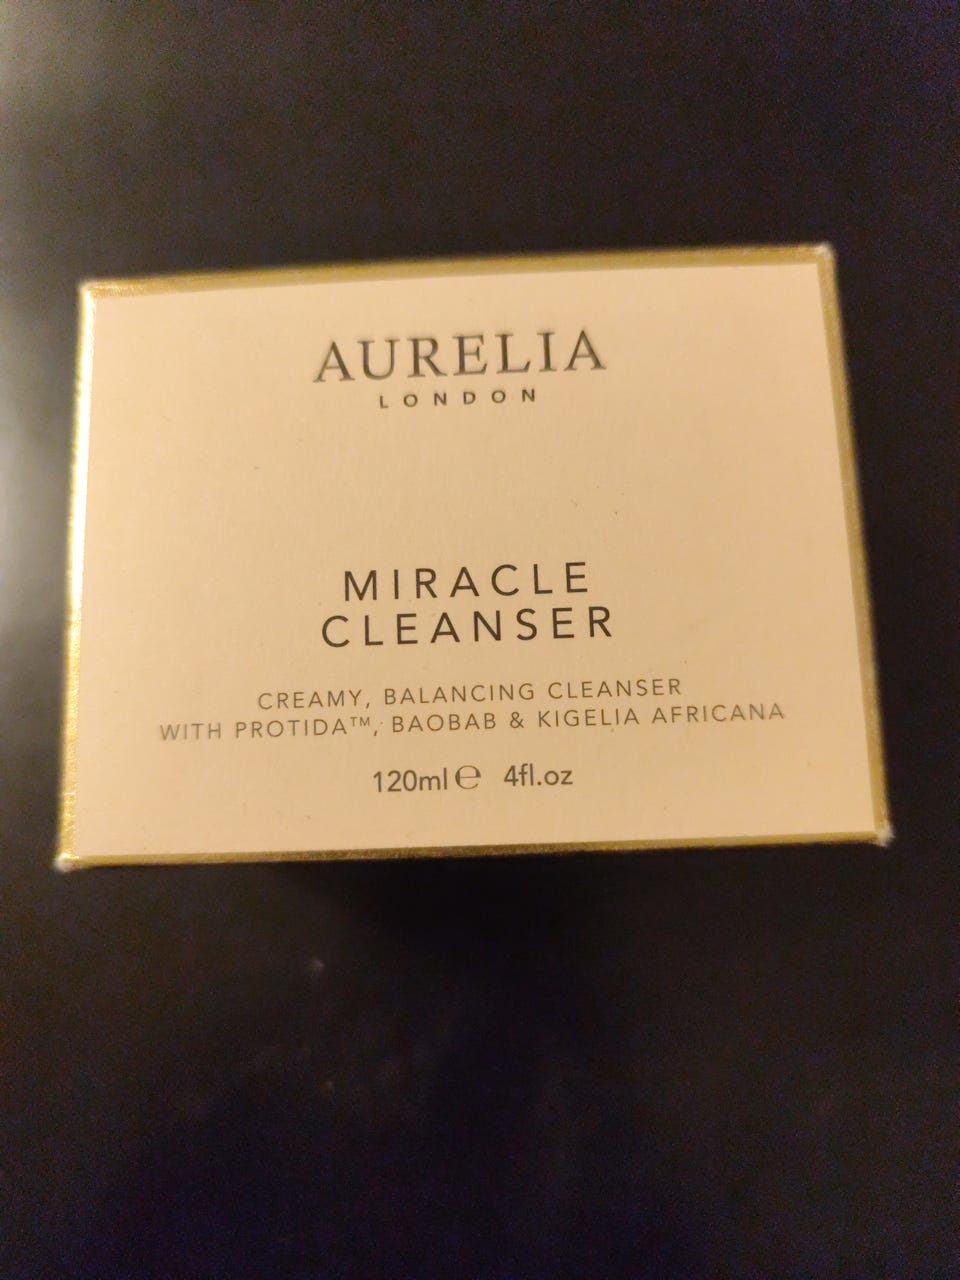 AURELIA
LONDON
MIRACLE
CLEANSER
CREAMY, BALANCING CLEANSER
WITH PROTIDA™, BAOBAB & KIGELIA AFRICANA
120ml ℮ 4fl.oz